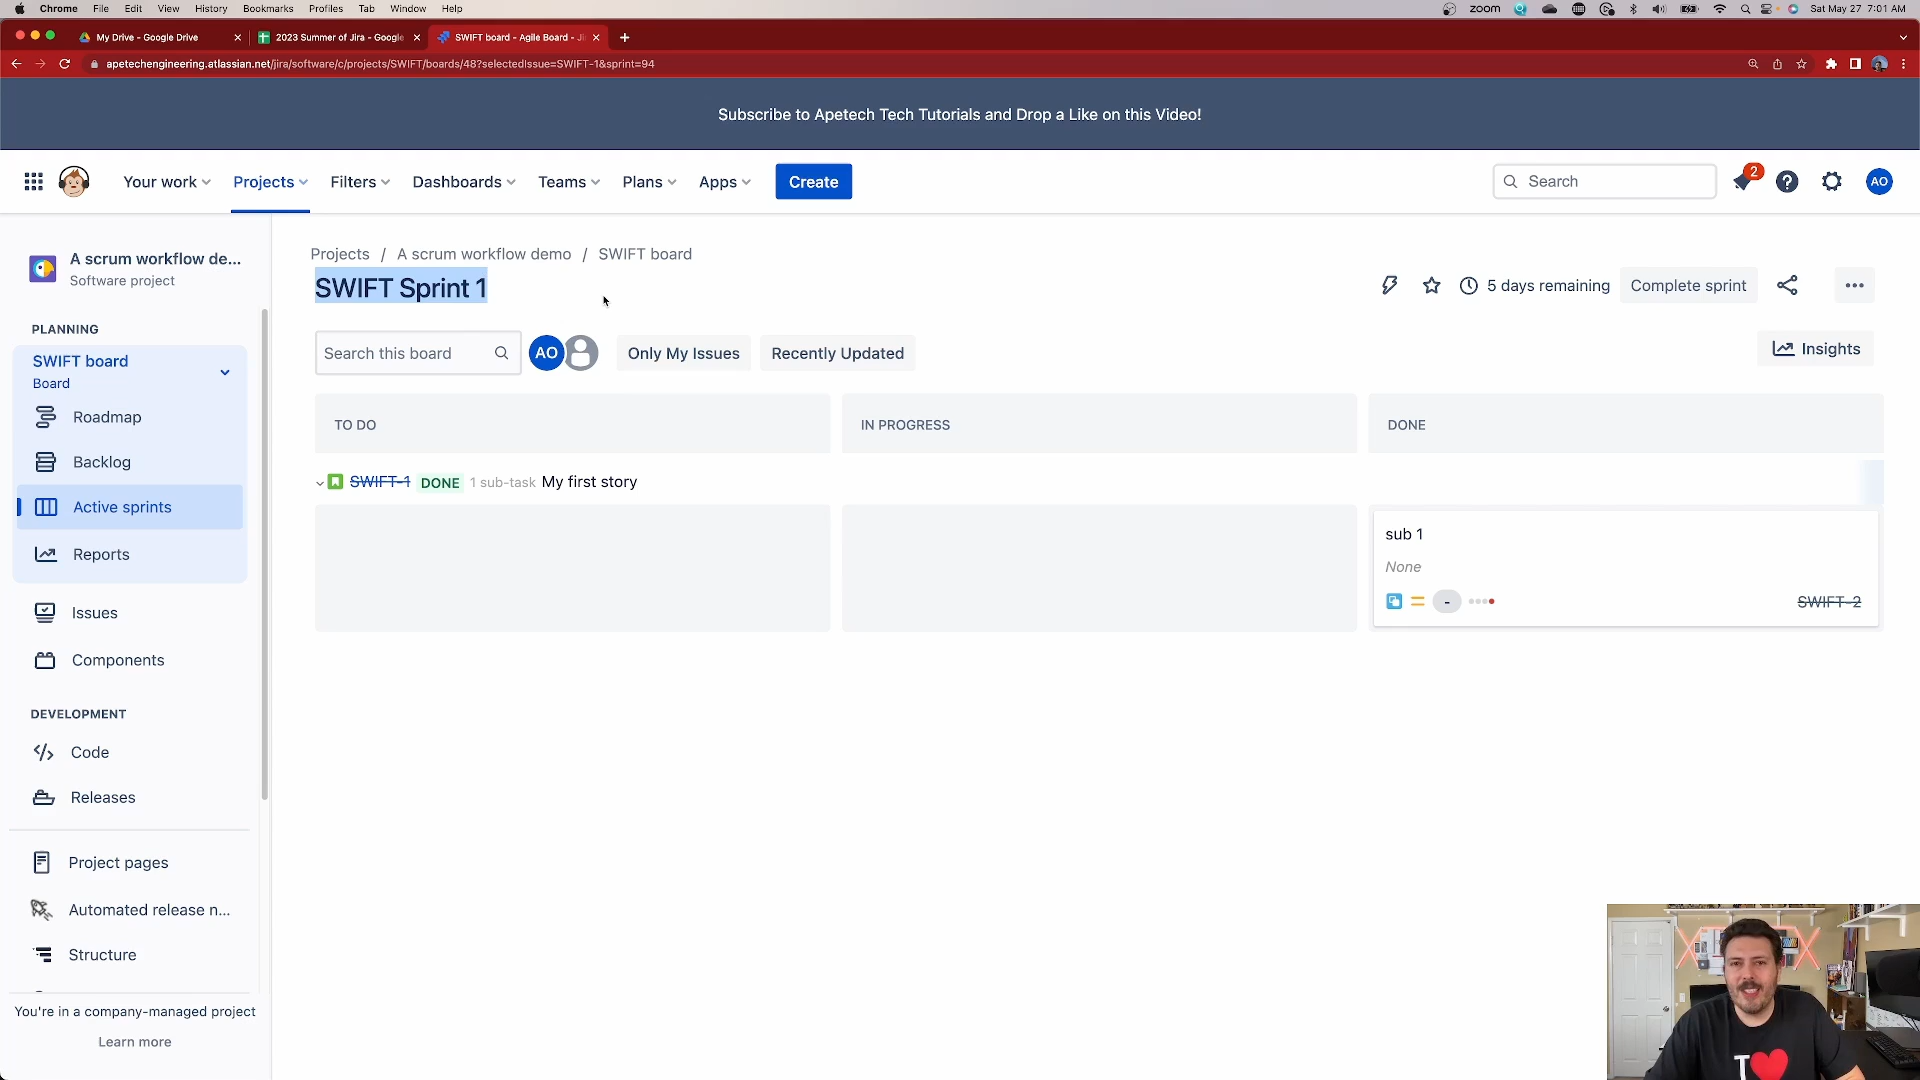 Chrome File Edit View History Bookmarks Profiles Tab Window Help
zoom
Sat May 27 7:01 AM
My Drive - Google Drive
2023 Summer of Jira - Google
SWIFT board - Agile Board - Ji
apetechengineering.atlassian.net/jira/software/c/projects/SWIFT/boards/48?selectedIssue=SWIFT-1&sprint=94
Subscribe to Apetech Tech Tutorials and Drop a Like on this Video!
Your work Projects Filters Dashboards Teams Plans Apps Create
Search
2
AO
A scrum workflow de...
Software project
PLANNING
SWIFT board
Board
Roadmap
Backlog
Active sprints
Reports
Issues
Components
DEVELOPMENT
Code
Releases
Project pages
Automated release n...
Structure
You're in a company-managed project
Learn more
Projects / A scrum workflow demo / SWIFT board
SWIFT Sprint 1
5 days remaining
Complete sprint
Search this board
AO
Only My Issues
Recently Updated
Insights
TO DO
IN PROGRESS
DONE
SWIFT-1 DONE 1 sub-task My first story
sub 1
None
-
SWIFT-2
I